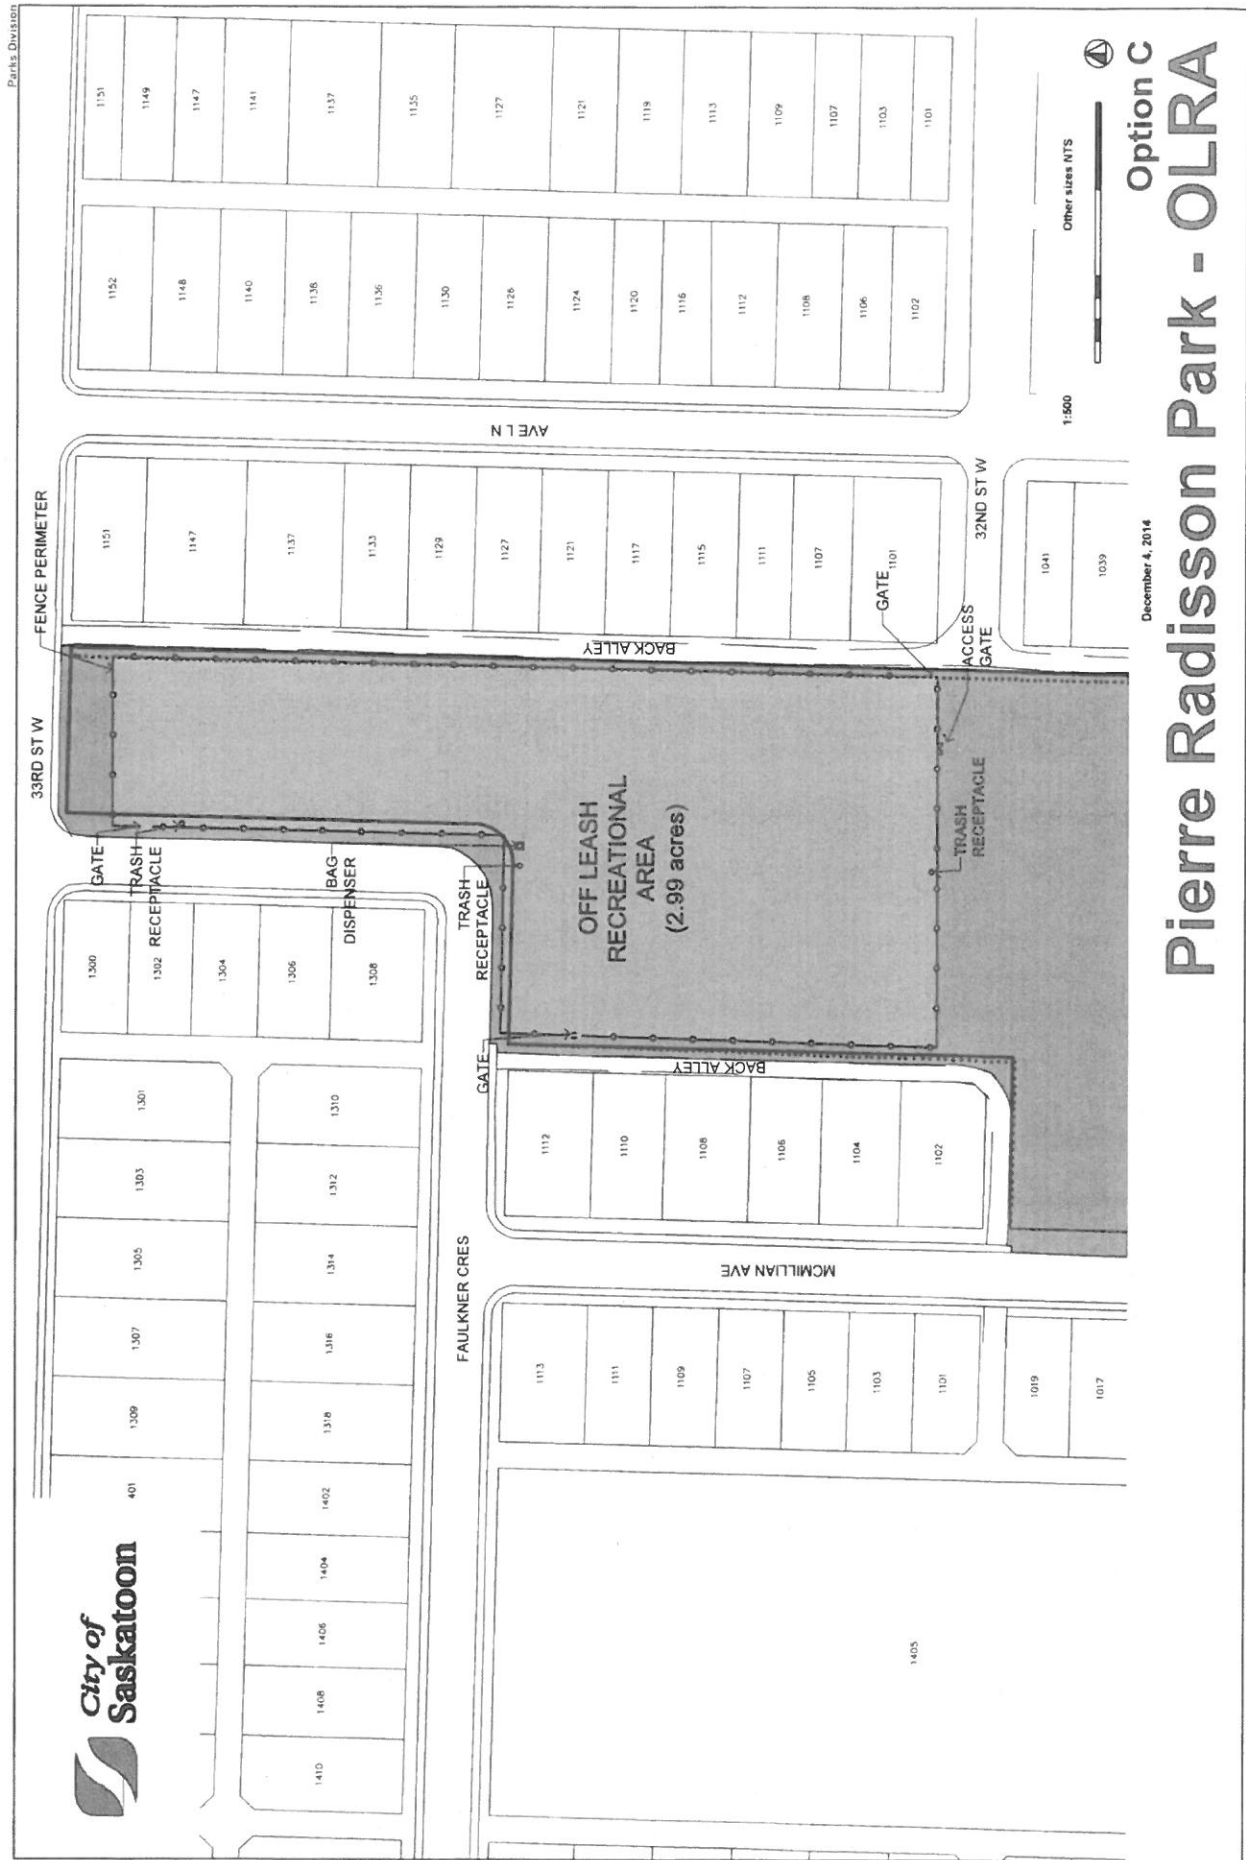 Parks Division
City of
Saskatoon
33RD ST W
FENCE PERIMETER
401
1309
1307
1305
1303
1301
1300
1302
1304
1306
1308
GATE
TRASH
RECEPTACLE
BAG
DISPENSER
TRASH
RECEPTACLE
GATE
1410
1408
1406
1404
1402
1318
1316
1314
1312
1310
1151
1147
1137
1133
1129
1127
1121
1117
1115
1111
1107
1101
1152
1148
1140
1138
1136
1130
1126
1124
1120
1116
1112
1108
1106
1102
1151
1149
1147
1141
1137
1135
1127
1121
1119
1113
1109
1107
1103
1101
FAULKNER CRES
AVE L N
BACK ALLEY
BACK ALLEY
MCMILLIAN AVE
OFF LEASH
RECREATIONAL
AREA
(2.99 acres)
1112
1110
1108
1106
1104
1102
1113
1111
1109
1107
1105
1103
1101
1019
1017
1405
GATE
ACCESS
GATE
TRASH
RECEPTACLE
32ND ST W
1041
1039
1:500
Other sizes NTS
December 4, 2014
Option C
Pierre Radisson Park - OLRA